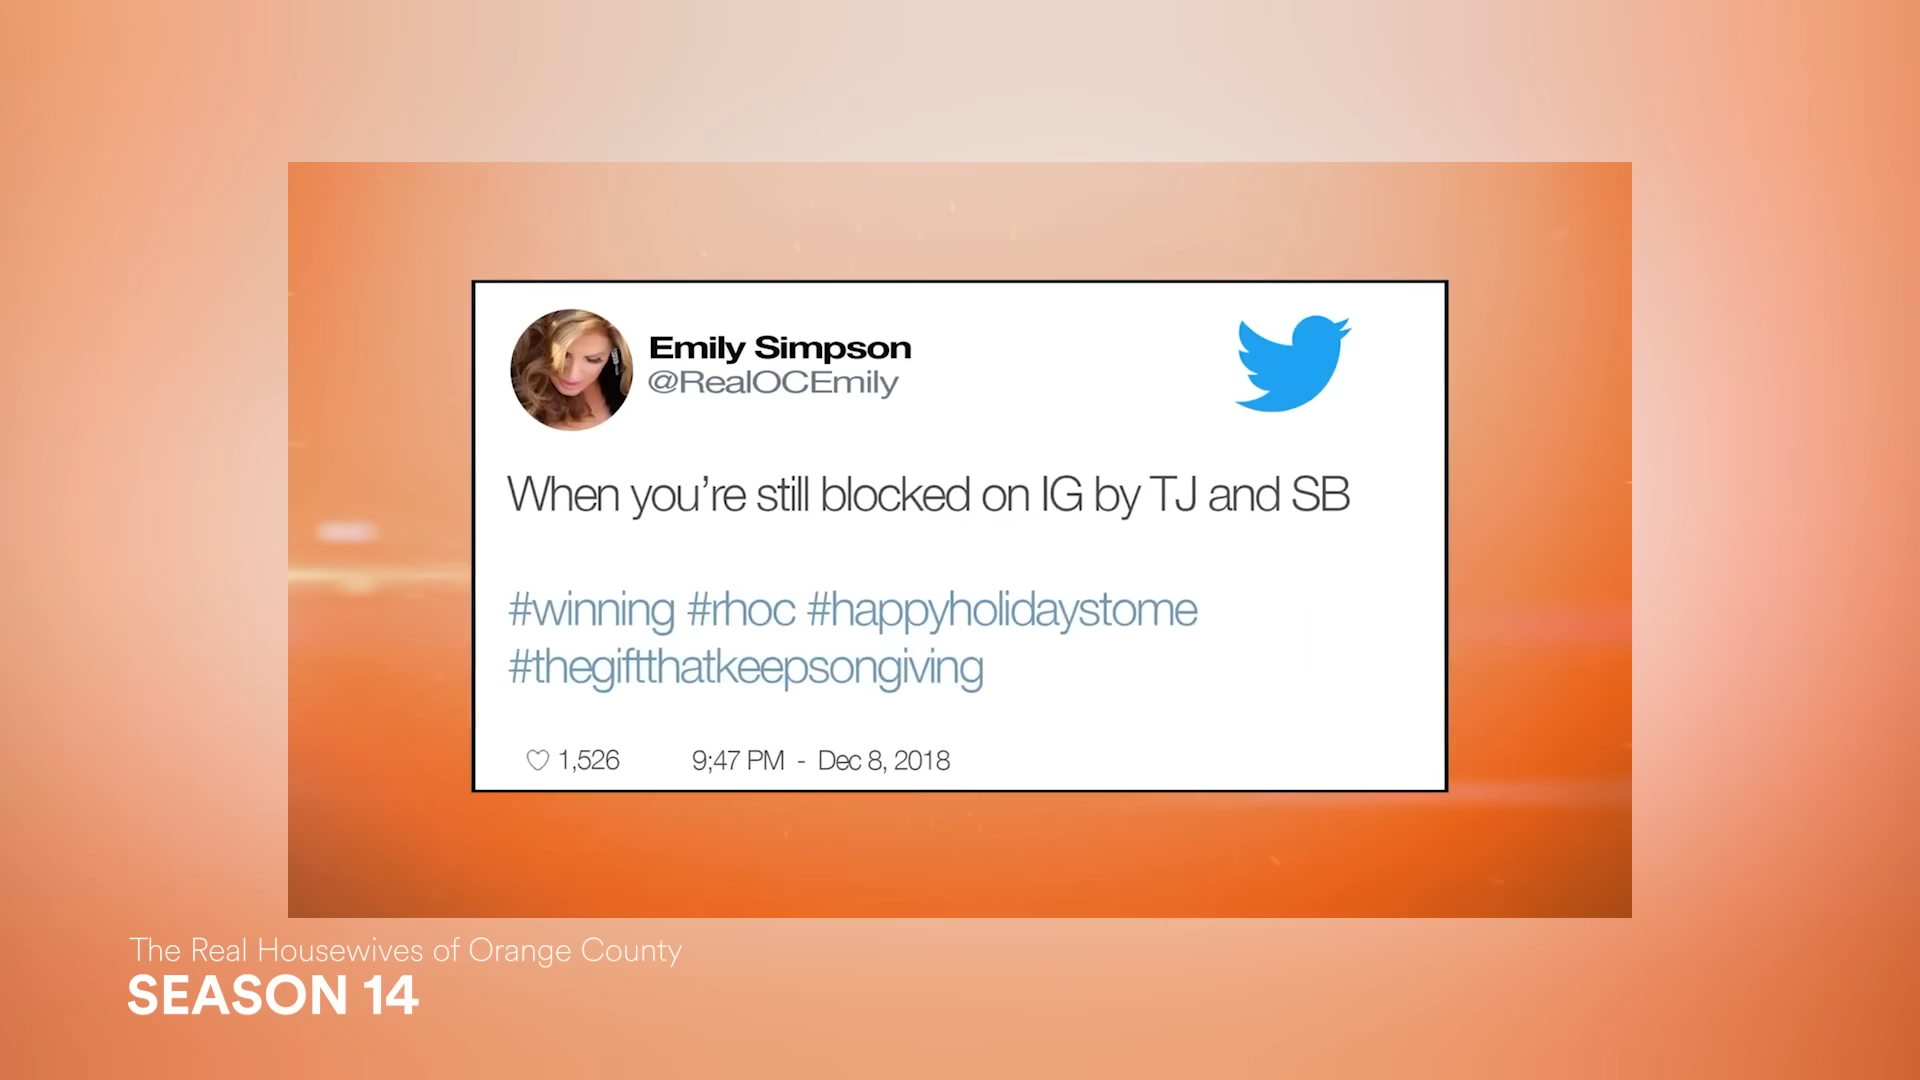 Emily Simpson
@RealOCEmily
When you're still blocked on IG by TJ and SB
#winning #rhoc #happyholidaystome
#thegiftthatkeepsongiving
♡ 1,526 9;47 PM - Dec 8, 2018
The Real Housewives of Orange County
SEASON 14